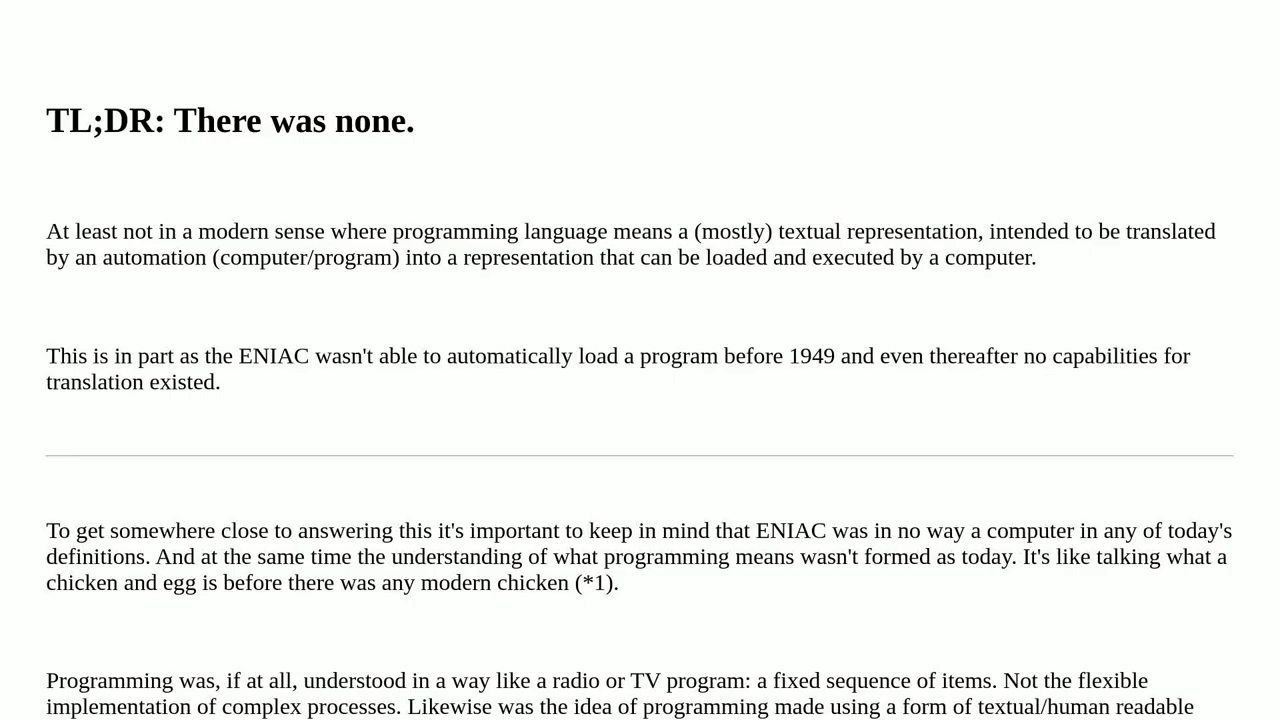 TL;DR: There was none.
At least not in a modern sense where programming language means a (mostly) textual representation, intended to be translated
by an automation (computer/program) into a representation that can be loaded and executed by a computer.
This is in part as the ENIAC wasn't able to automatically load a program before 1949 and even thereafter no capabilities for
translation existed.
To get somewhere close to answering this it's important to keep in mind that ENIAC was in no way a computer in any of today's
definitions. And at the same time the understanding of what programming means wasn't formed as today. It's like talking what a
chicken and egg is before there was any modern chicken (*1).
Programming was, if at all, understood in a way like a radio or TV program: a fixed sequence of items. Not the flexible
implementation of complex processes. Likewise was the idea of programming made using a form of textual/human readable